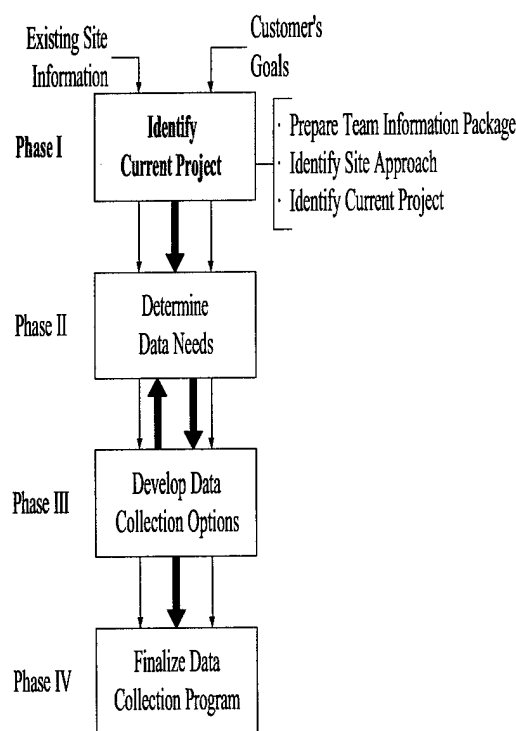 Existing Site
Information
Customer's
Goals
Phase I
Identify
Current Project
· Prepare Team Information Package
· Identify Site Approach
· Identify Current Project
Phase II
Determine
Data Needs
Phase III
Develop Data
Collection Options
Phase IV
Finalize Data
Collection Program